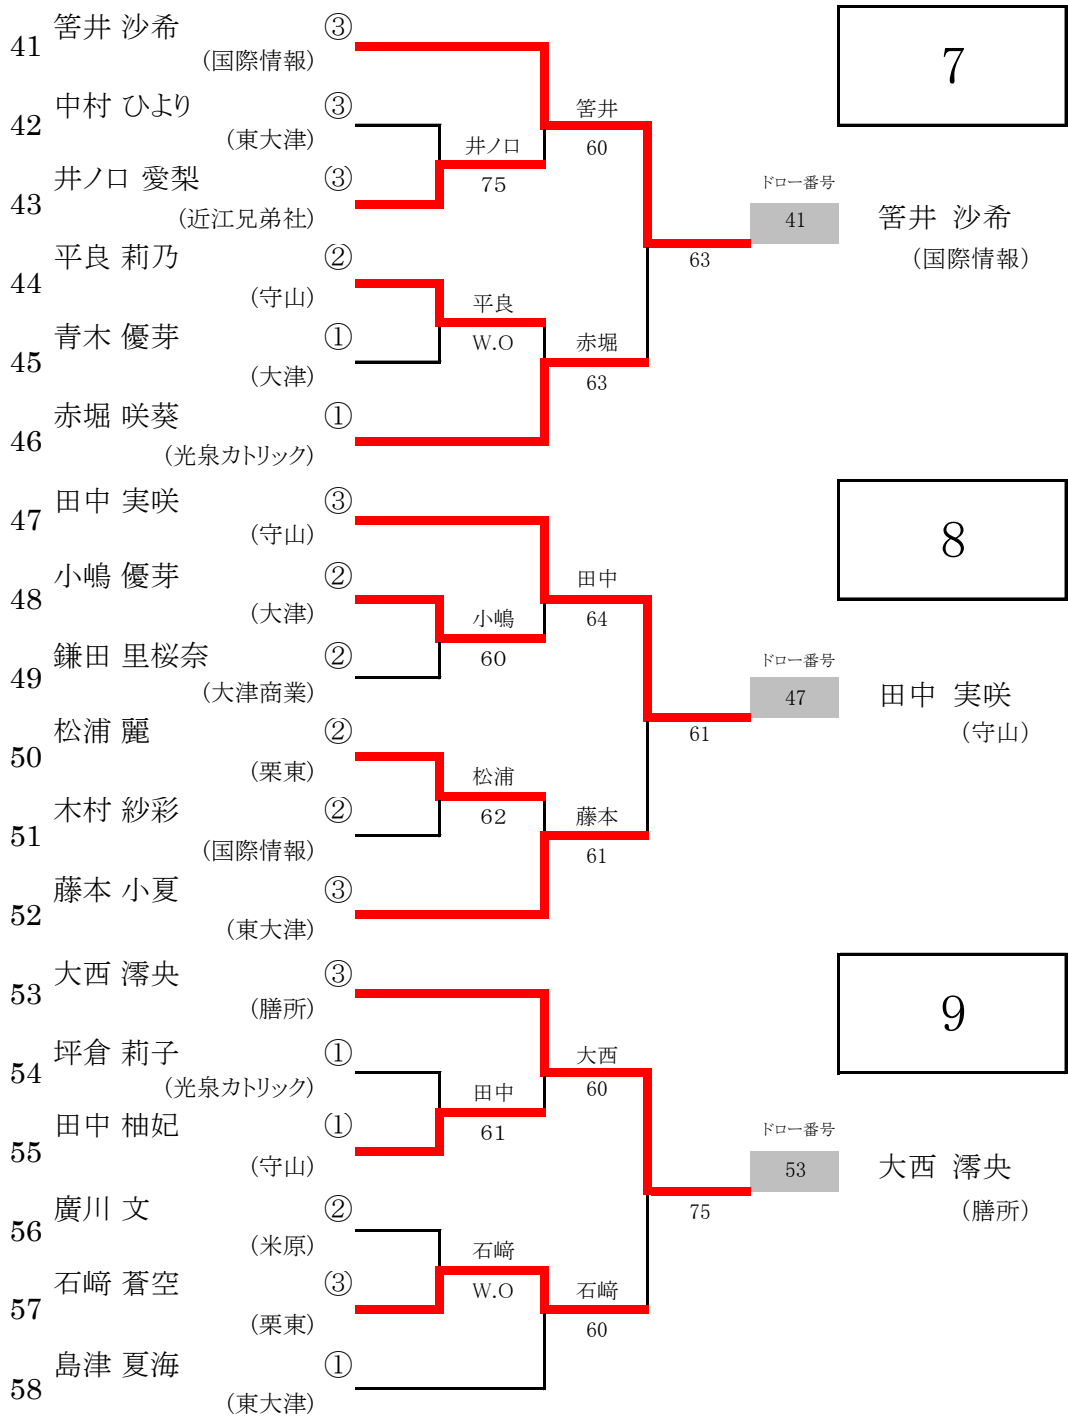 41 筈井 沙希 ③
(国際情報)
42 中村 ひより ③
(東大津)
43 井ノ口 愛梨 ③
(近江兄弟社)
44 平良 莉乃 ②
(守山)
45 青木 優芽 ①
(大津)
46 赤堀 咲葵 ①
(光泉カトリック)
井ノ口
75
平良
W.O
筈井
60
赤堀
63
63
7
ドロー番号
41 筈井 沙希
(国際情報)
47 田中 実咲 ③
(守山)
48 小嶋 優芽 ②
(大津)
49 鎌田 里桜奈 ②
(大津商業)
50 松浦 麗 ②
(栗東)
51 木村 紗彩 ②
(国際情報)
52 藤本 小夏 ③
(東大津)
小嶋
60
松浦
62
田中
64
藤本
61
61
8
ドロー番号
47 田中 実咲
(守山)
53 大西 澪央 ③
(膳所)
54 坪倉 莉子 ①
(光泉カトリック)
55 田中 柚妃 ①
(守山)
56 廣川 文 ②
(米原)
57 石﨑 蒼空 ③
(栗東)
58 島津 夏海 ①
(東大津)
田中
61
石﨑
W.O
大西
60
石﨑
60
75
9
ドロー番号
53 大西 澪央
(膳所)